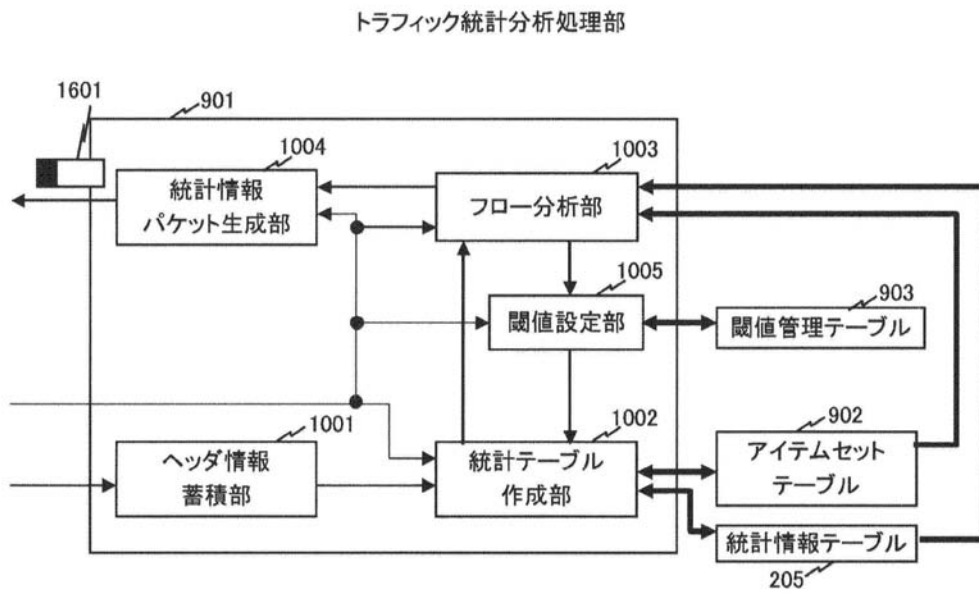 トラフィック統計分析処理部
1601
901
1004
統計情報
パケット生成部
1003
フロー分析部
1005
閾値設定部
903
閾値管理テーブル
1001
ヘッダ情報
蓄積部
1002
統計テーブル
作成部
902
アイテムセット
テーブル
統計情報テーブル
205